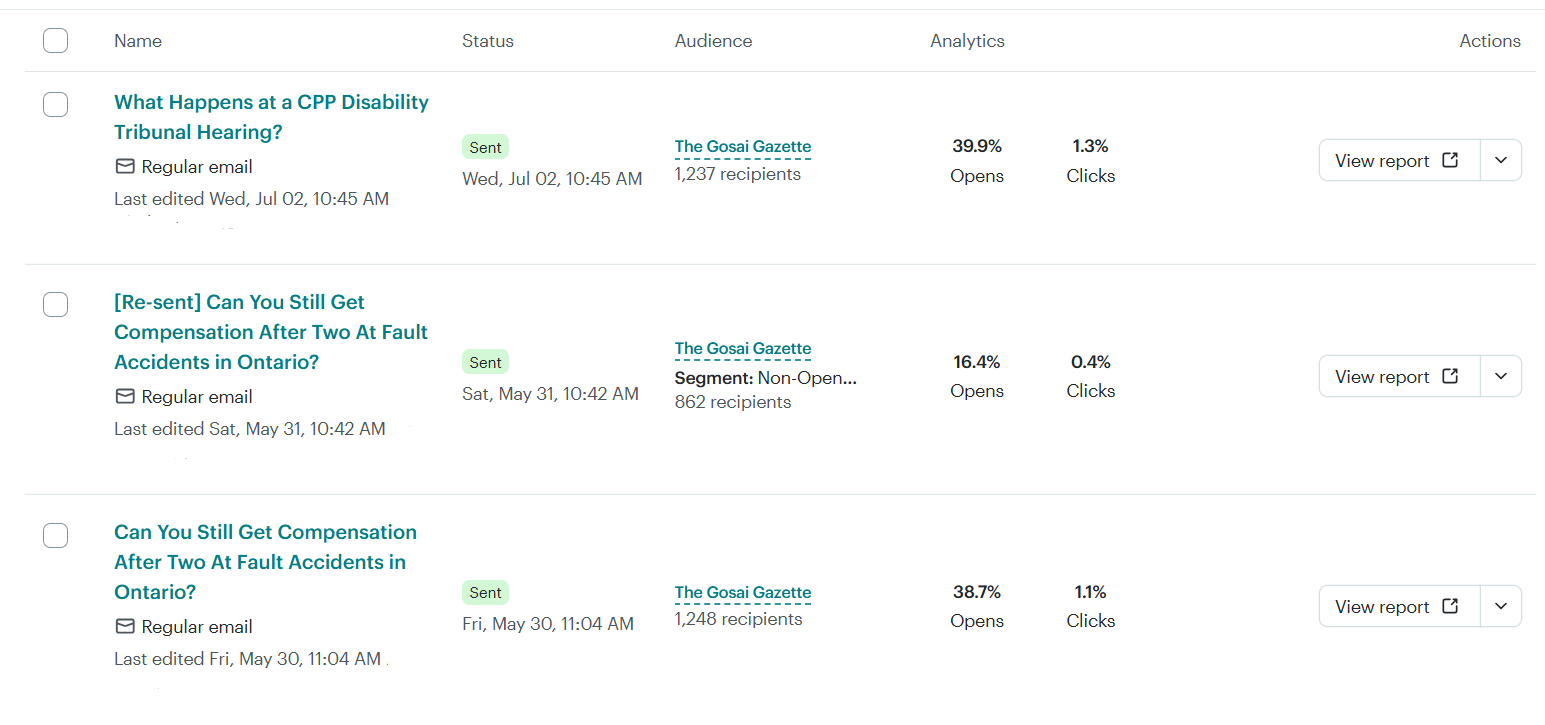 Name Status Audience Analytics Actions
What Happens at a CPP Disability
Tribunal Hearing?
Regular email
Last edited Wed, Jul 02, 10:45 AM
Sent
Wed, Jul 02, 10:45 AM
The Gosai Gazette
1,237 recipients
39.9%
Opens
1.3%
Clicks
View report
[Re-sent] Can You Still Get
Compensation After Two At Fault
Accidents in Ontario?
Regular email
Last edited Sat, May 31, 10:42 AM
Sent
Sat, May 31, 10:42 AM
The Gosai Gazette
Segment: Non-Open...
862 recipients
16.4%
Opens
0.4%
Clicks
View report
Can You Still Get Compensation
After Two At Fault Accidents in
Ontario?
Regular email
Last edited Fri, May 30, 11:04 AM
Sent
Fri, May 30, 11:04 AM
The Gosai Gazette
1,248 recipients
38.7%
Opens
1.1%
Clicks
View report